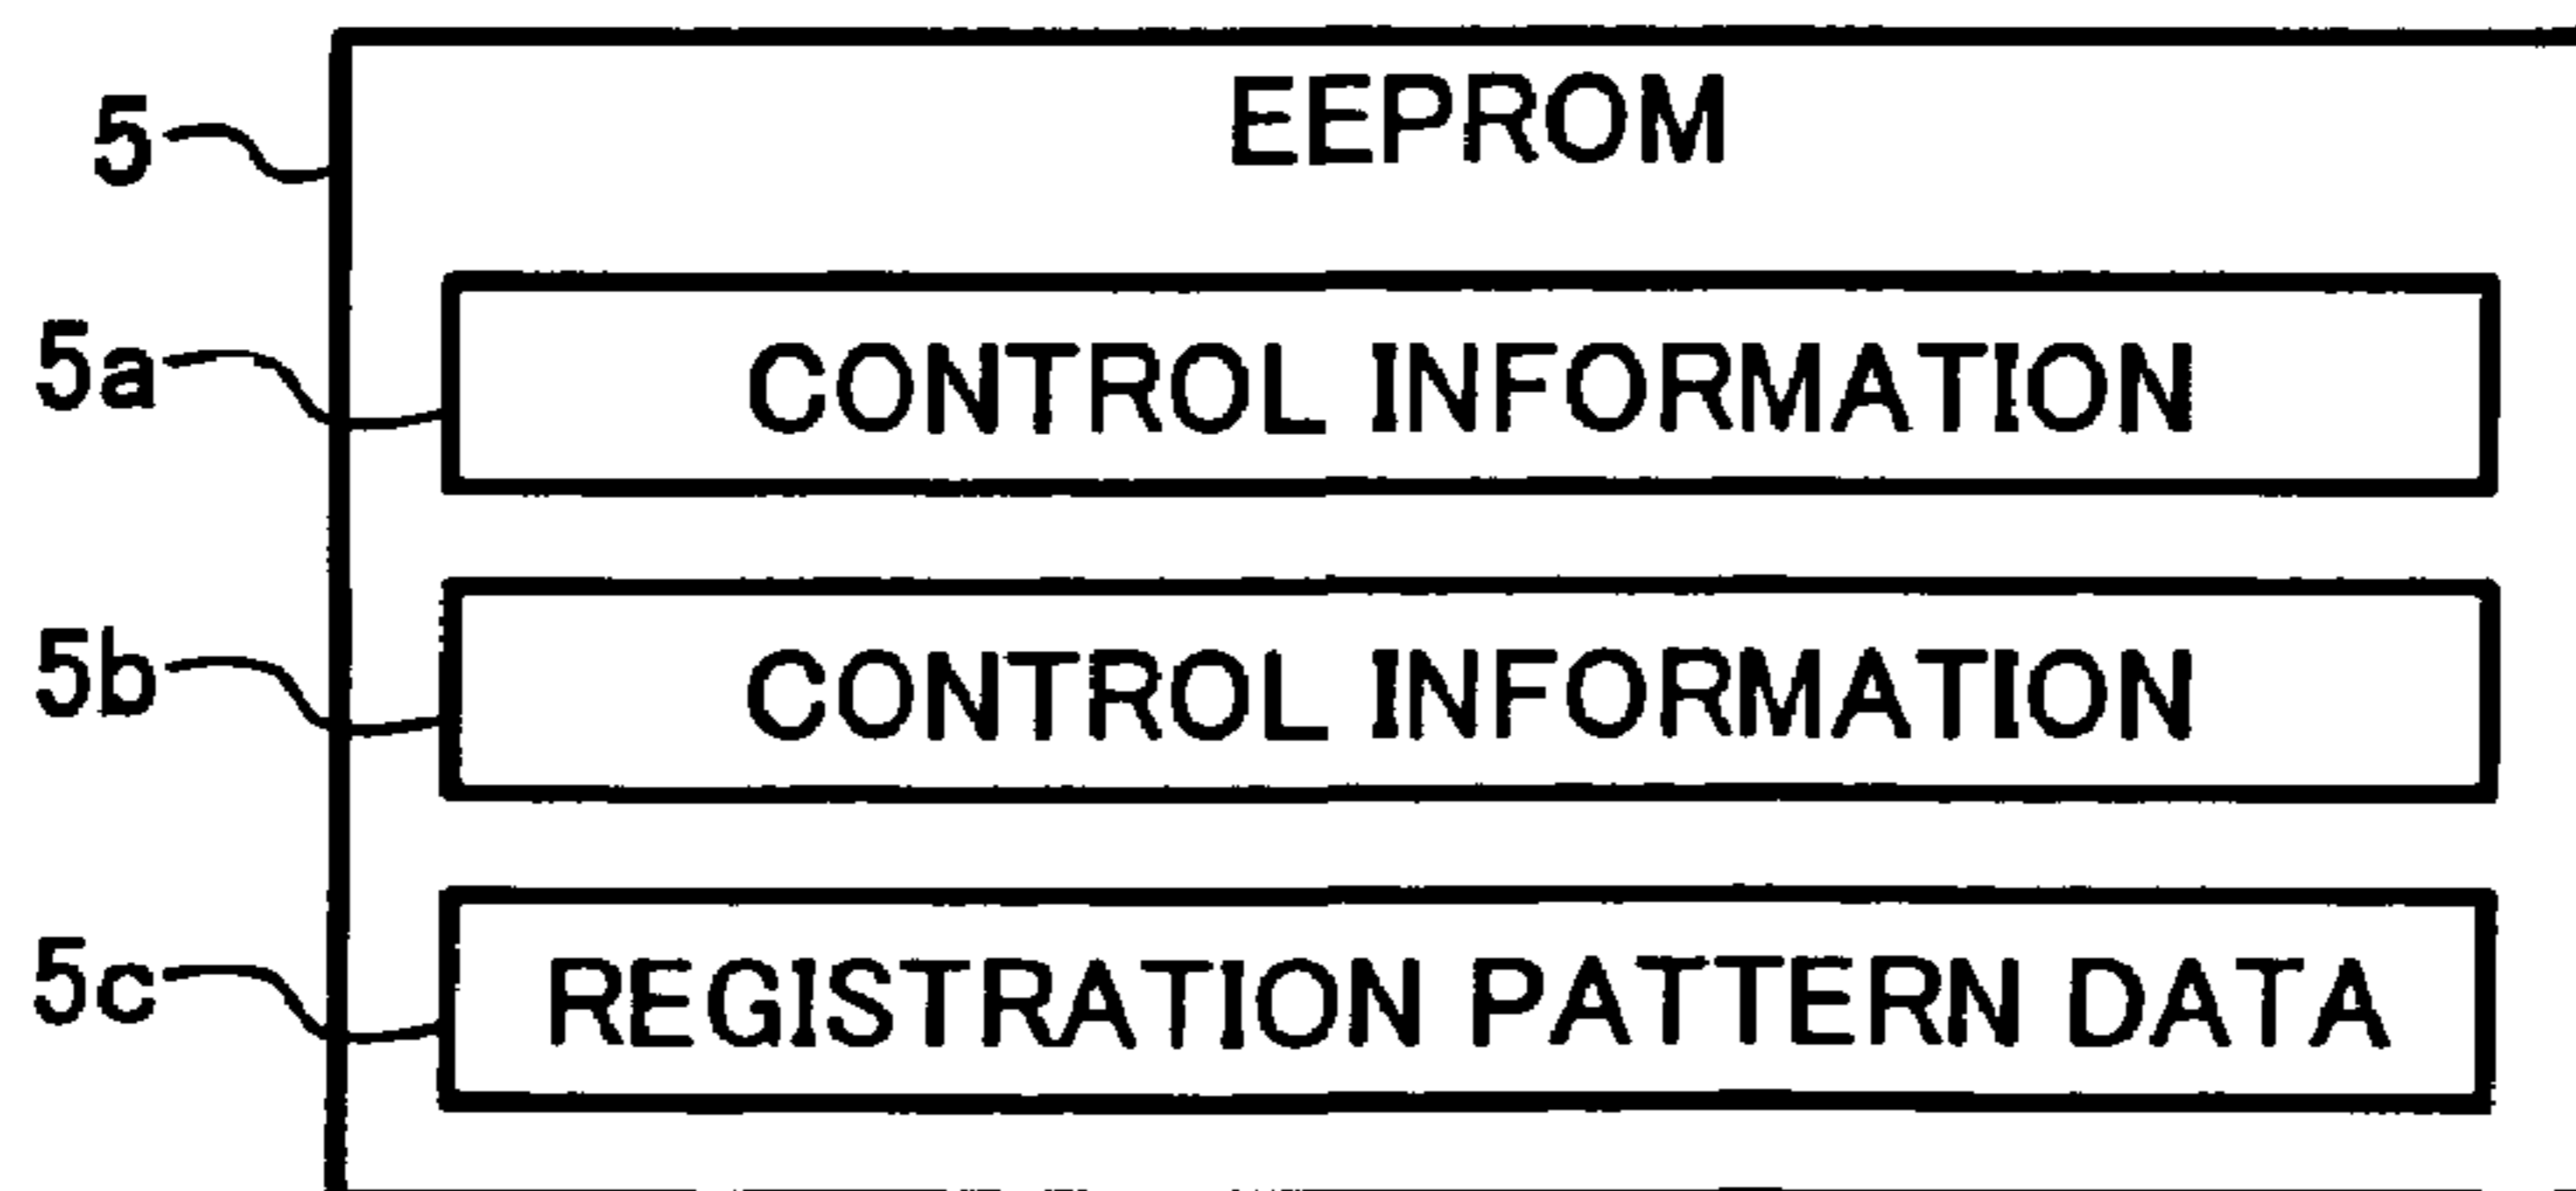 5 EEPROM
5a CONTROL INFORMATION
5b CONTROL INFORMATION
5c REGISTRATION PATTERN DATA